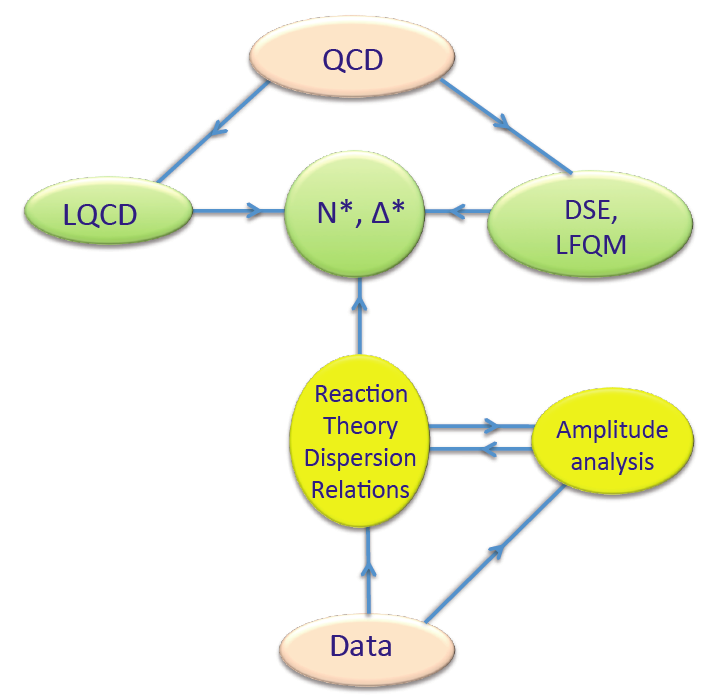 QCD
LQCD
N*, Δ*
DSE,
LFQM
Reaction
Theory
Dispersion
Relations
Amplitude
analysis
Data